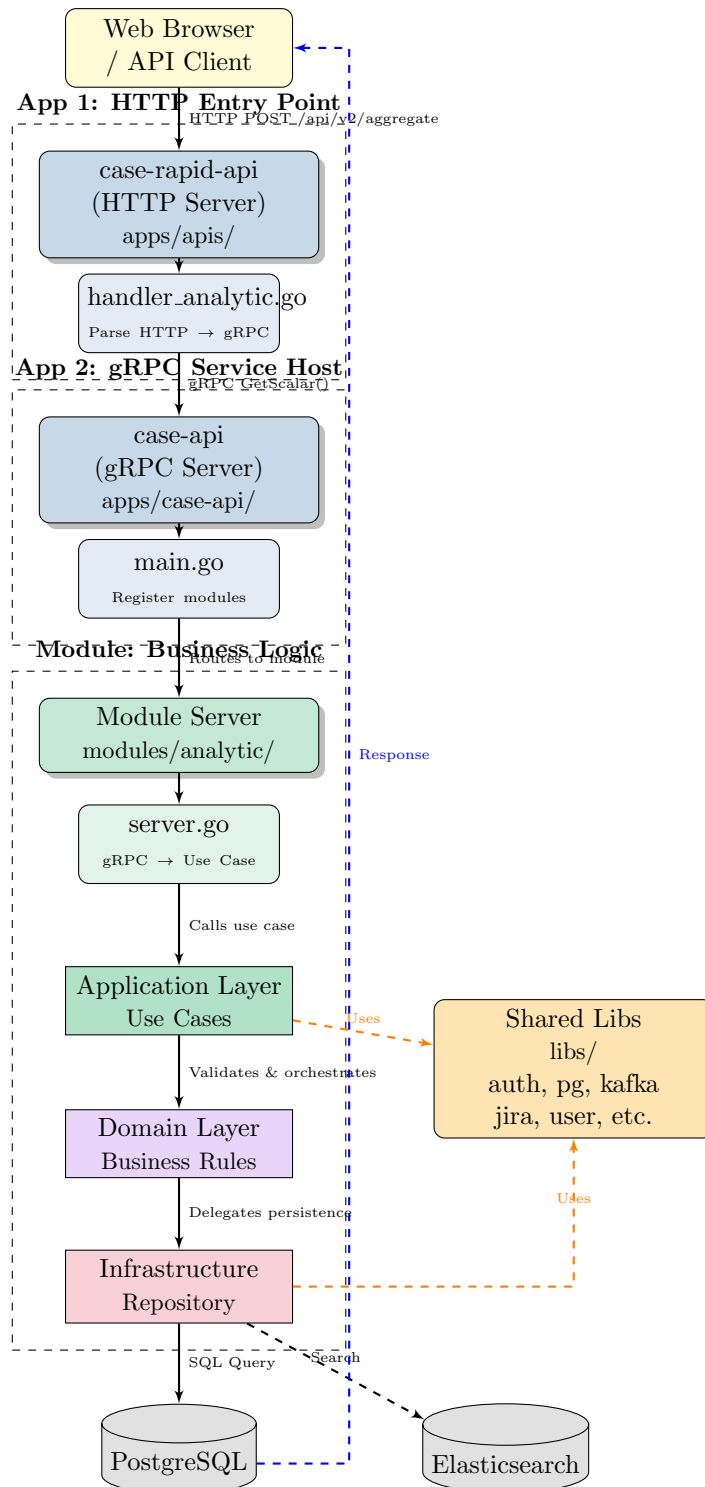 Web Browser
/ API Client
App 1: HTTP Entry Point
HTTP POST /api/v2/aggregate
case-rapid-api
(HTTP Server)
apps/apis/
handler_analytic.go
Parse HTTP → gRPC
App 2: gRPC Service Host
gRPC GetScalar()
case-api
(gRPC Server)
apps/case-api/
main.go
Register modules
Module: Business Logic
Routes to module
Module Server
modules/analytic/
Response
server.go
gRPC → Use Case
Calls use case
Application Layer
Use Cases
Uses
Shared Libs
libs/
auth, pg, kafka
jira, user, etc.
Validates & orchestrates
Domain Layer
Business Rules
Uses
Delegates persistence
Infrastructure
Repository
Search
SQL Query
PostgreSQL
Elasticsearch